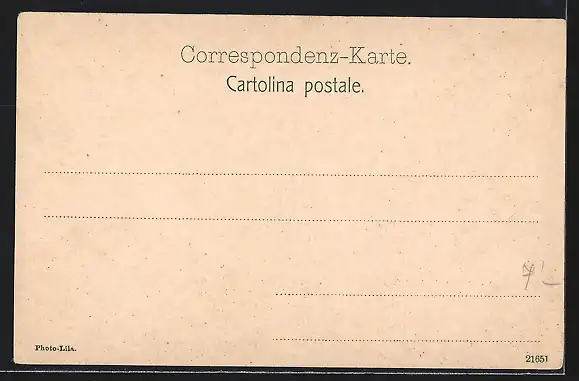 Correspondenz-Karte.
Cartolina postale.
Photo-Lila.
21651